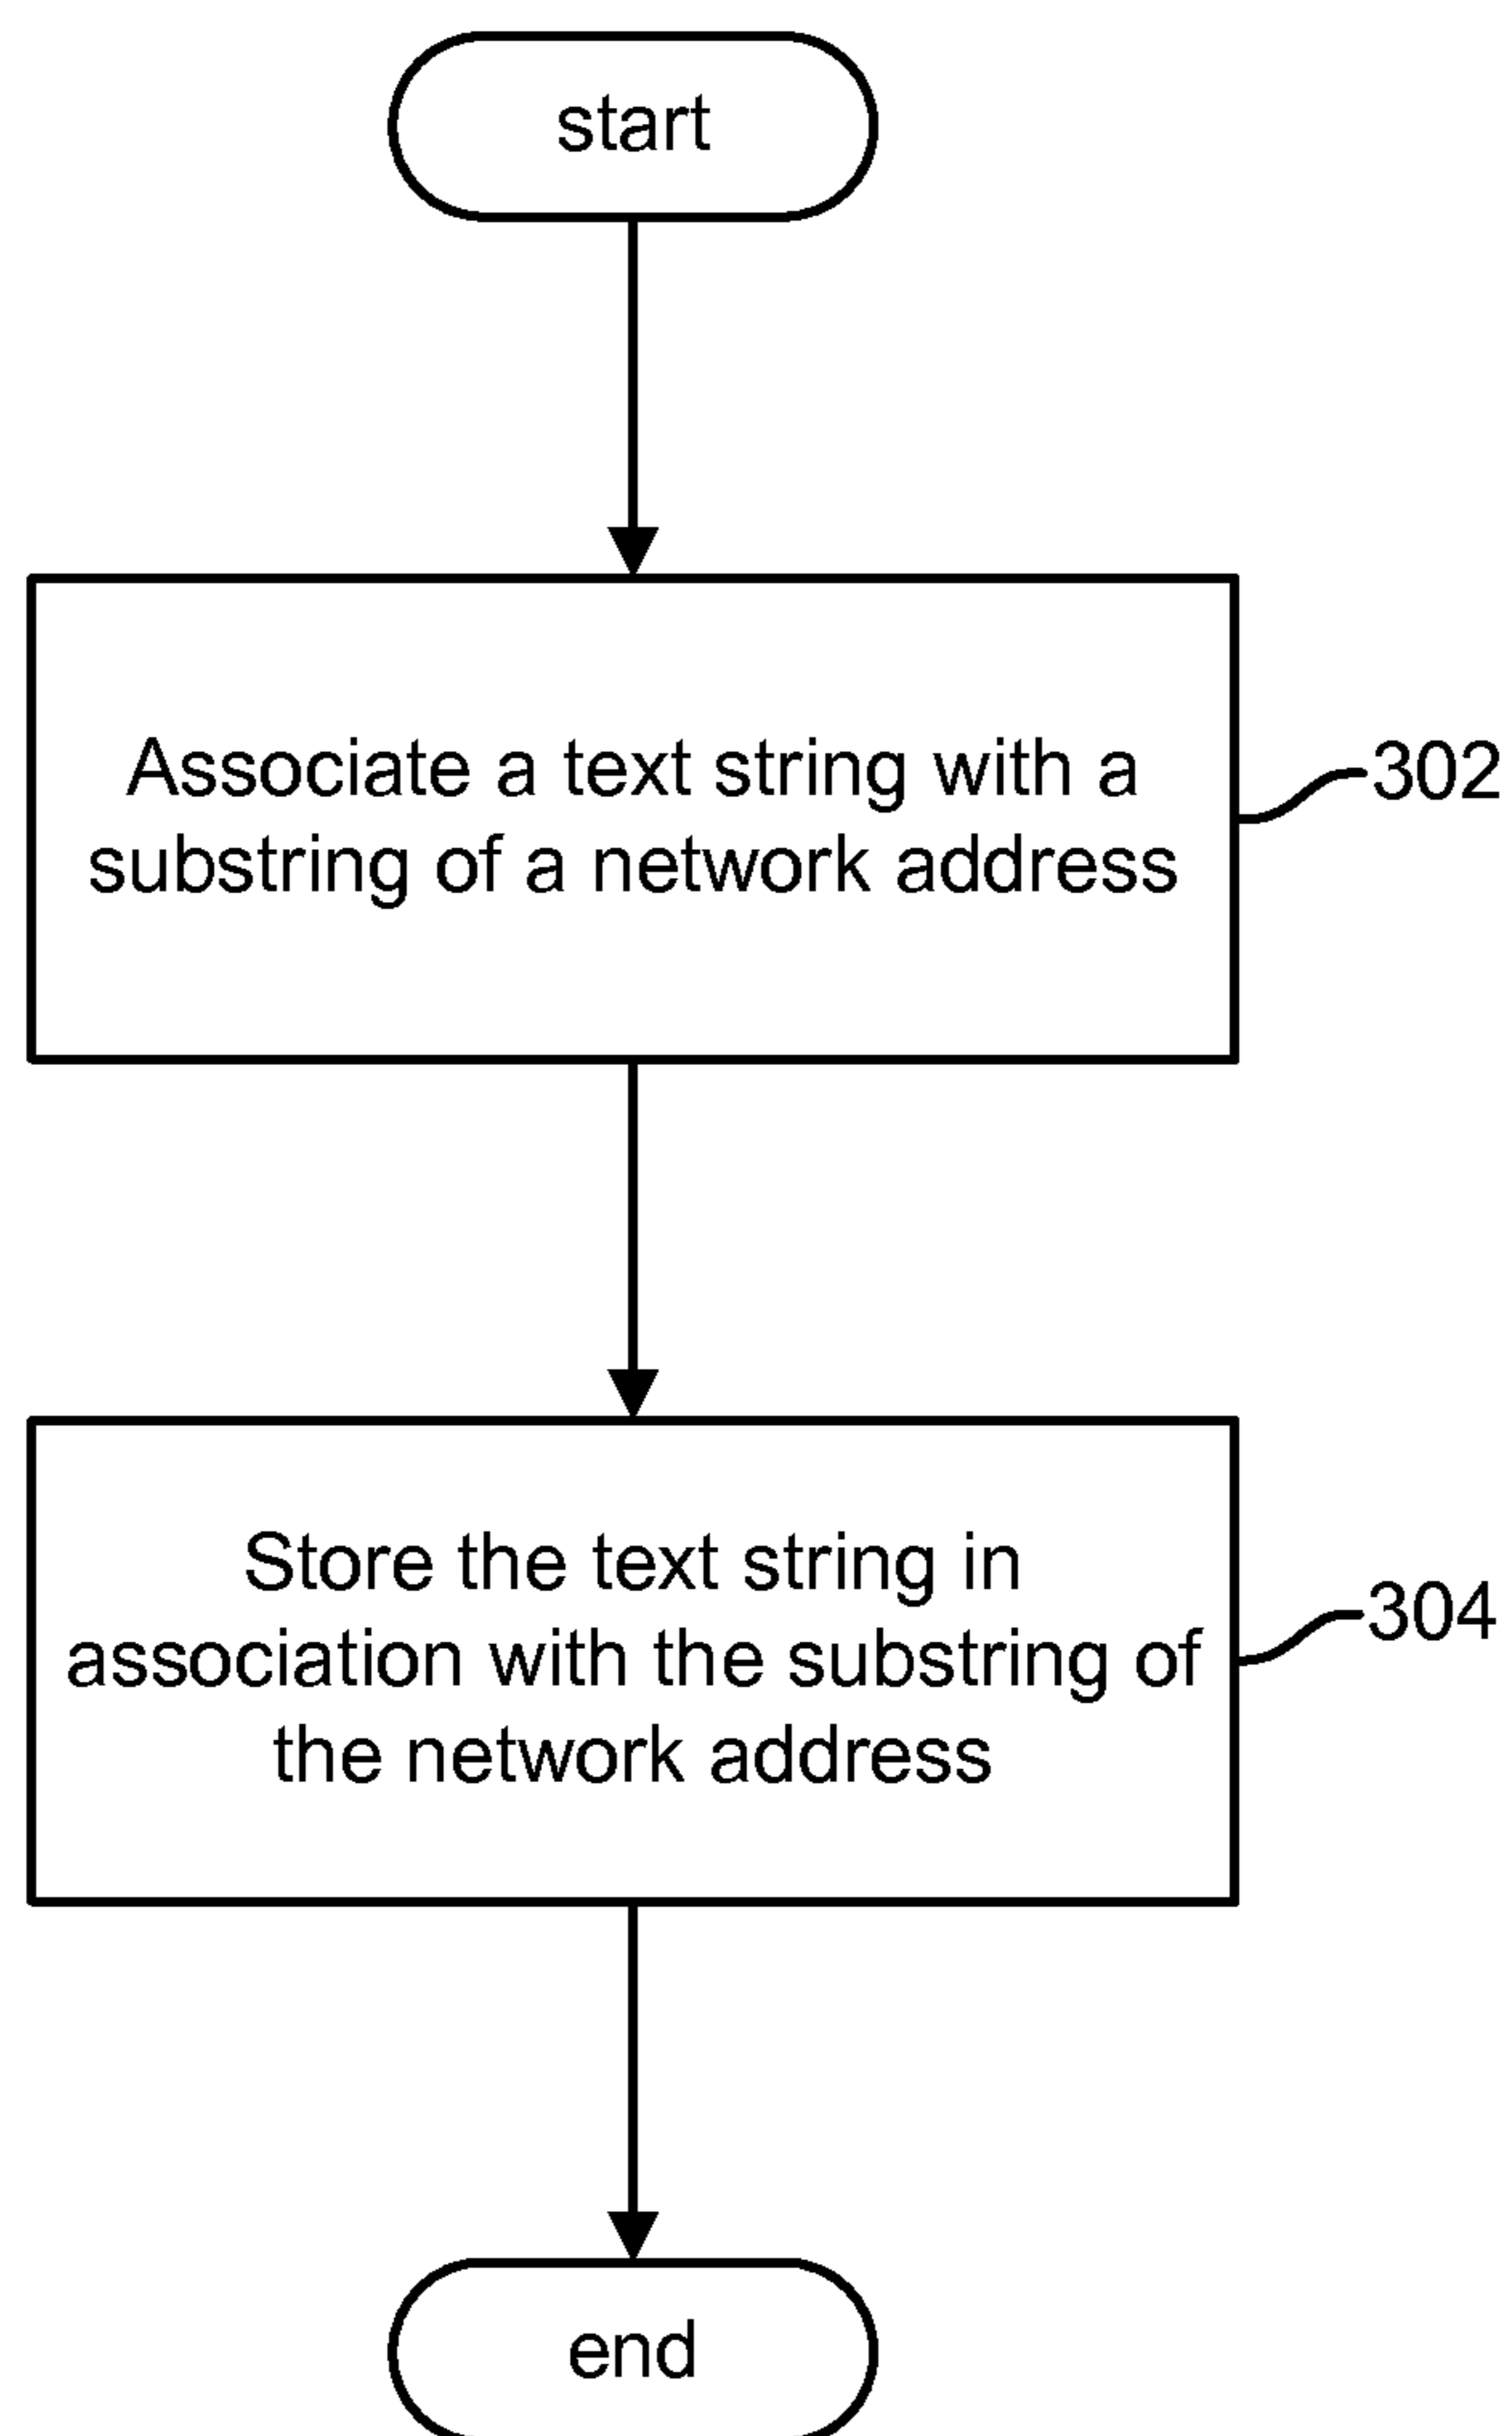 start
Associate a text string with a
substring of a network address
302
Store the text string in
association with the substring of
the network address
304
end